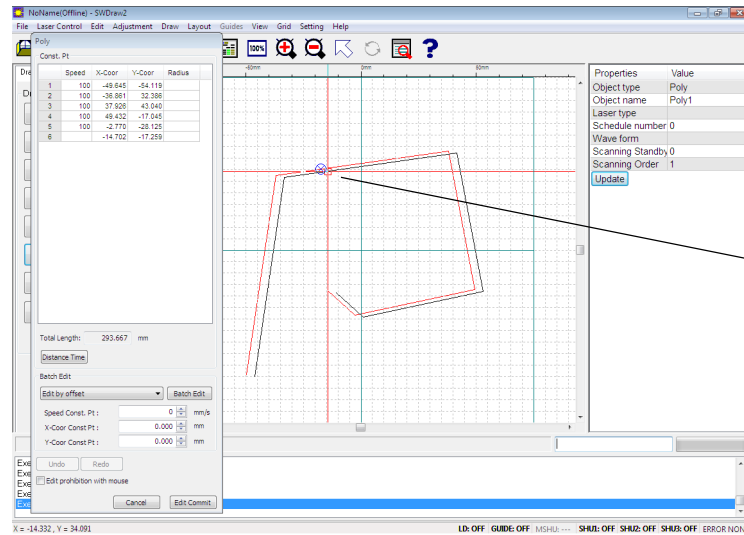 NoName(Offline) - SWDraw2
File Laser Control Edit Adjustment Draw Layout Guides View Grid Setting Help
Poly
Const. Pt
Speed X-Coor Y-Coor Radius
1 100 -49.645 -54.119
2 100 -36.861 32.386
3 100 37.926 43.040
4 100 49.432 -17.045
5 100 -2.770 -28.125
6 -14.702 -17.259
Total Length: 293.667 mm
Distance Time
Batch Edit
Edit by offset Batch Edit
Speed Const. Pt : 0 mm/s
X-Coor Const Pt : 0.000 mm
Y-Coor Const Pt : 0.000 mm
Undo Redo
Edit prohibition with mouse
Cancel Edit Commit
100%
-40mm 0mm
Properties Value
Object type Poly
Object name Poly1
Laser type
Schedule number 0
Wave form
Scanning Standby 0
Scanning Order 1
Update
Exe
Exe
Exe
Exe
Exe
X = -14.332 , Y = 34.091
LD: OFF GUIDE: OFF MSHU: --- SHU1: OFF SHU2: OFF SHU3: OFF ERROR NON